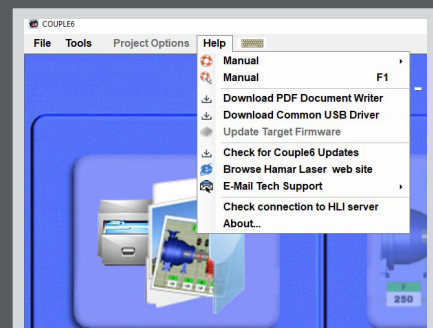 COUPLE6
File Tools Project Options Help
Manual
Manual F1
Download PDF Document Writer
Download Common USB Driver
Update Target Firmware
Check for Couple6 Updates
Browse Hamar Laser web site
E-Mail Tech Support
Check connection to HLI server
About...
F
250